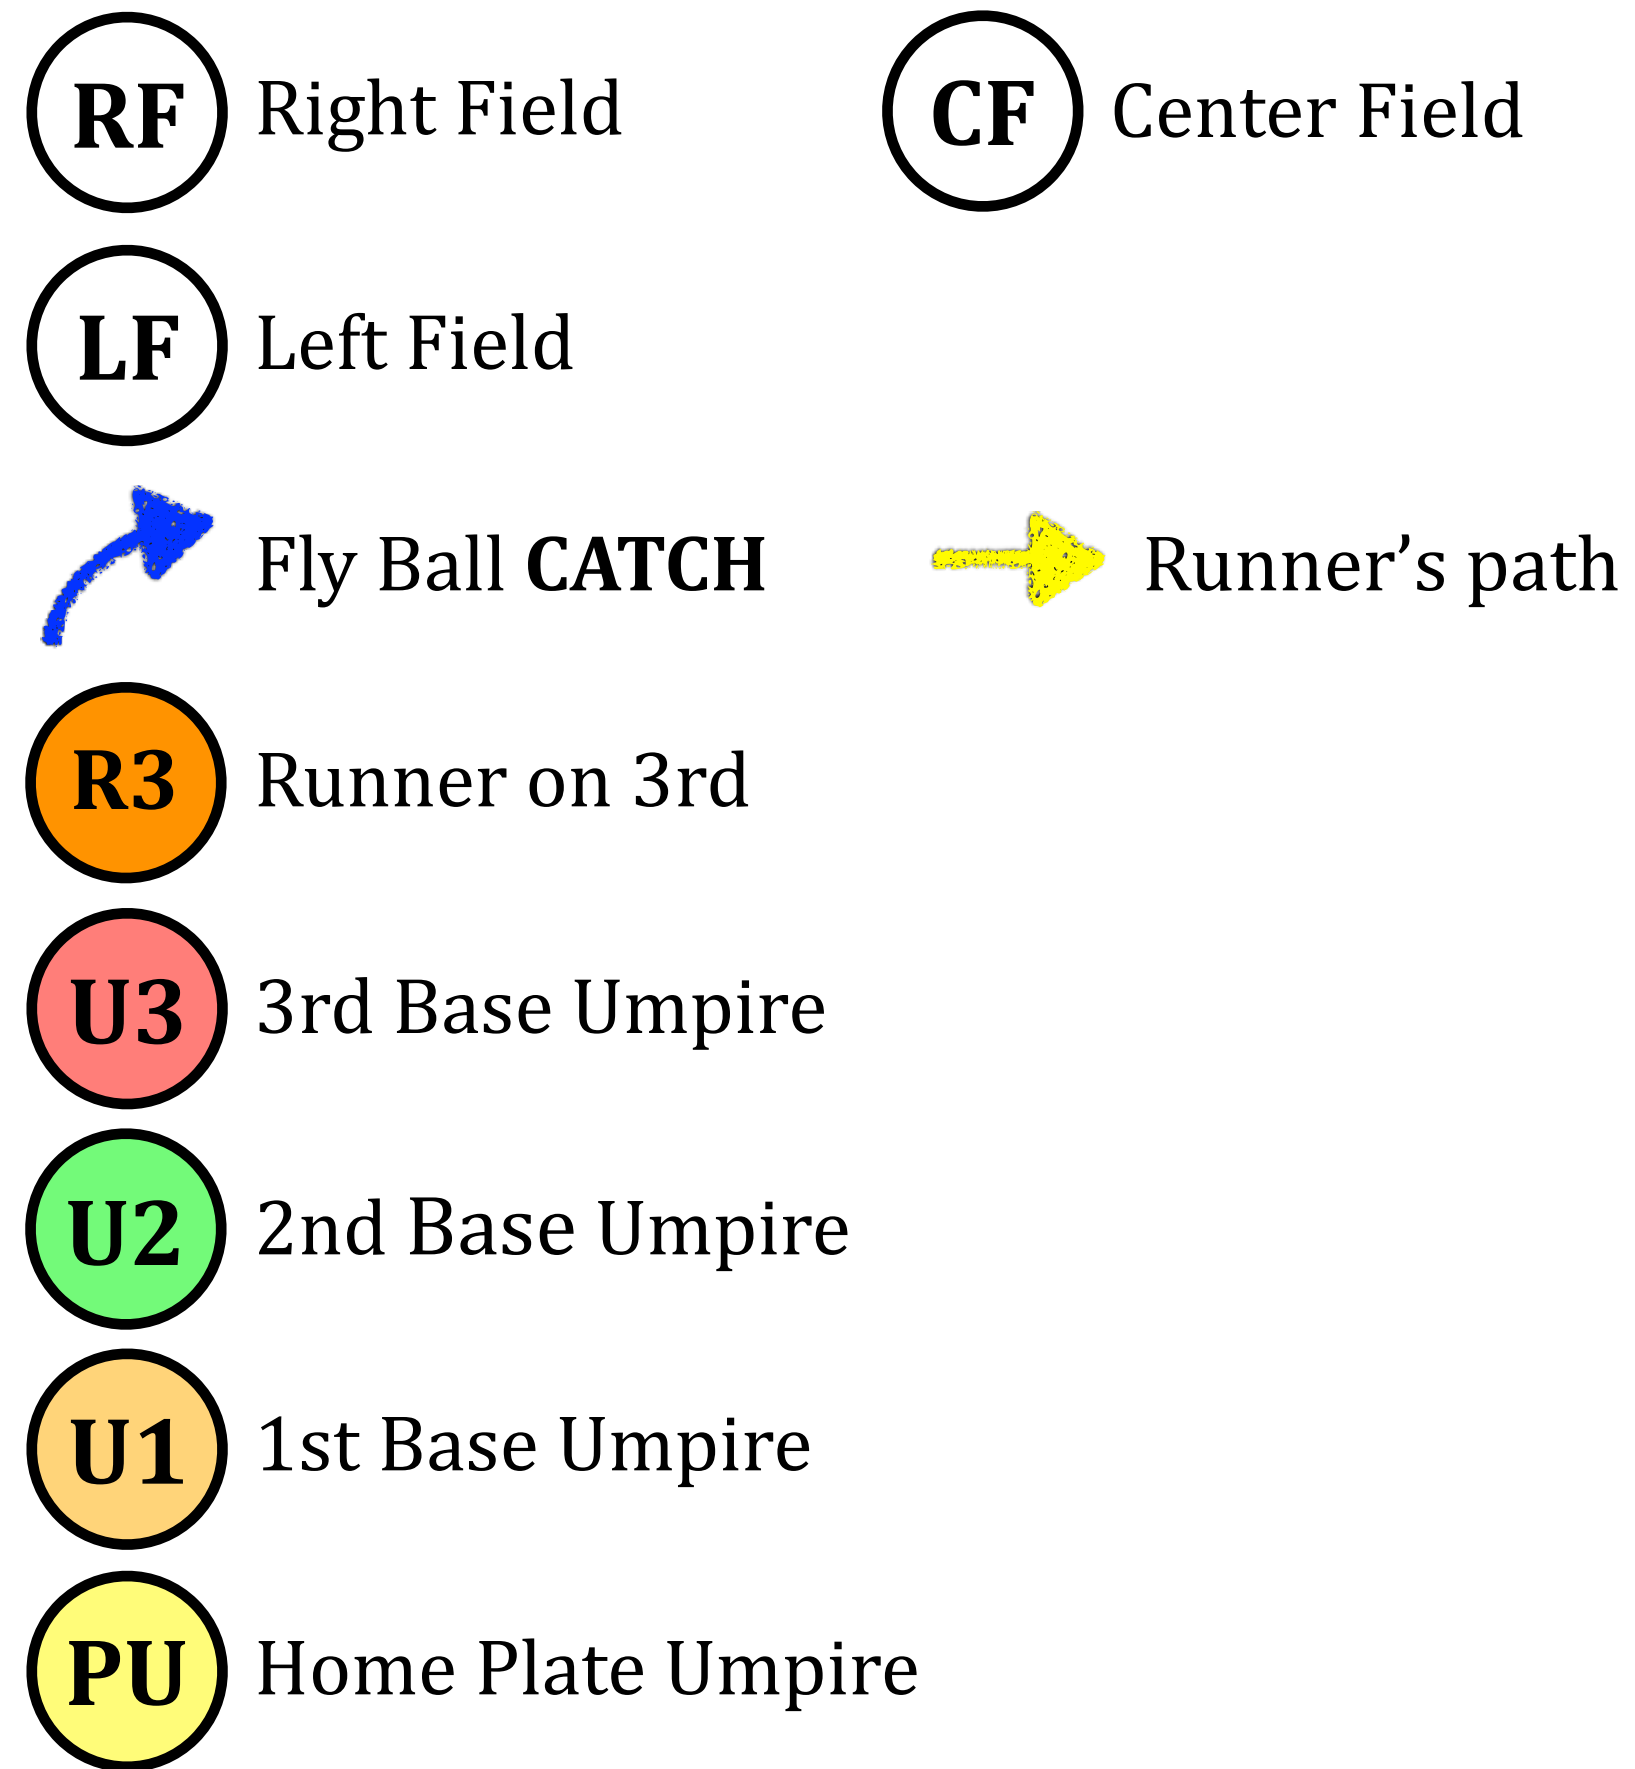 RF Right Field CF Center Field
LF Left Field
Fly Ball CATCH Runner’s path
R3 Runner on 3rd
U3 3rd Base Umpire
U2 2nd Base Umpire
U1 1st Base Umpire
PU Home Plate Umpire